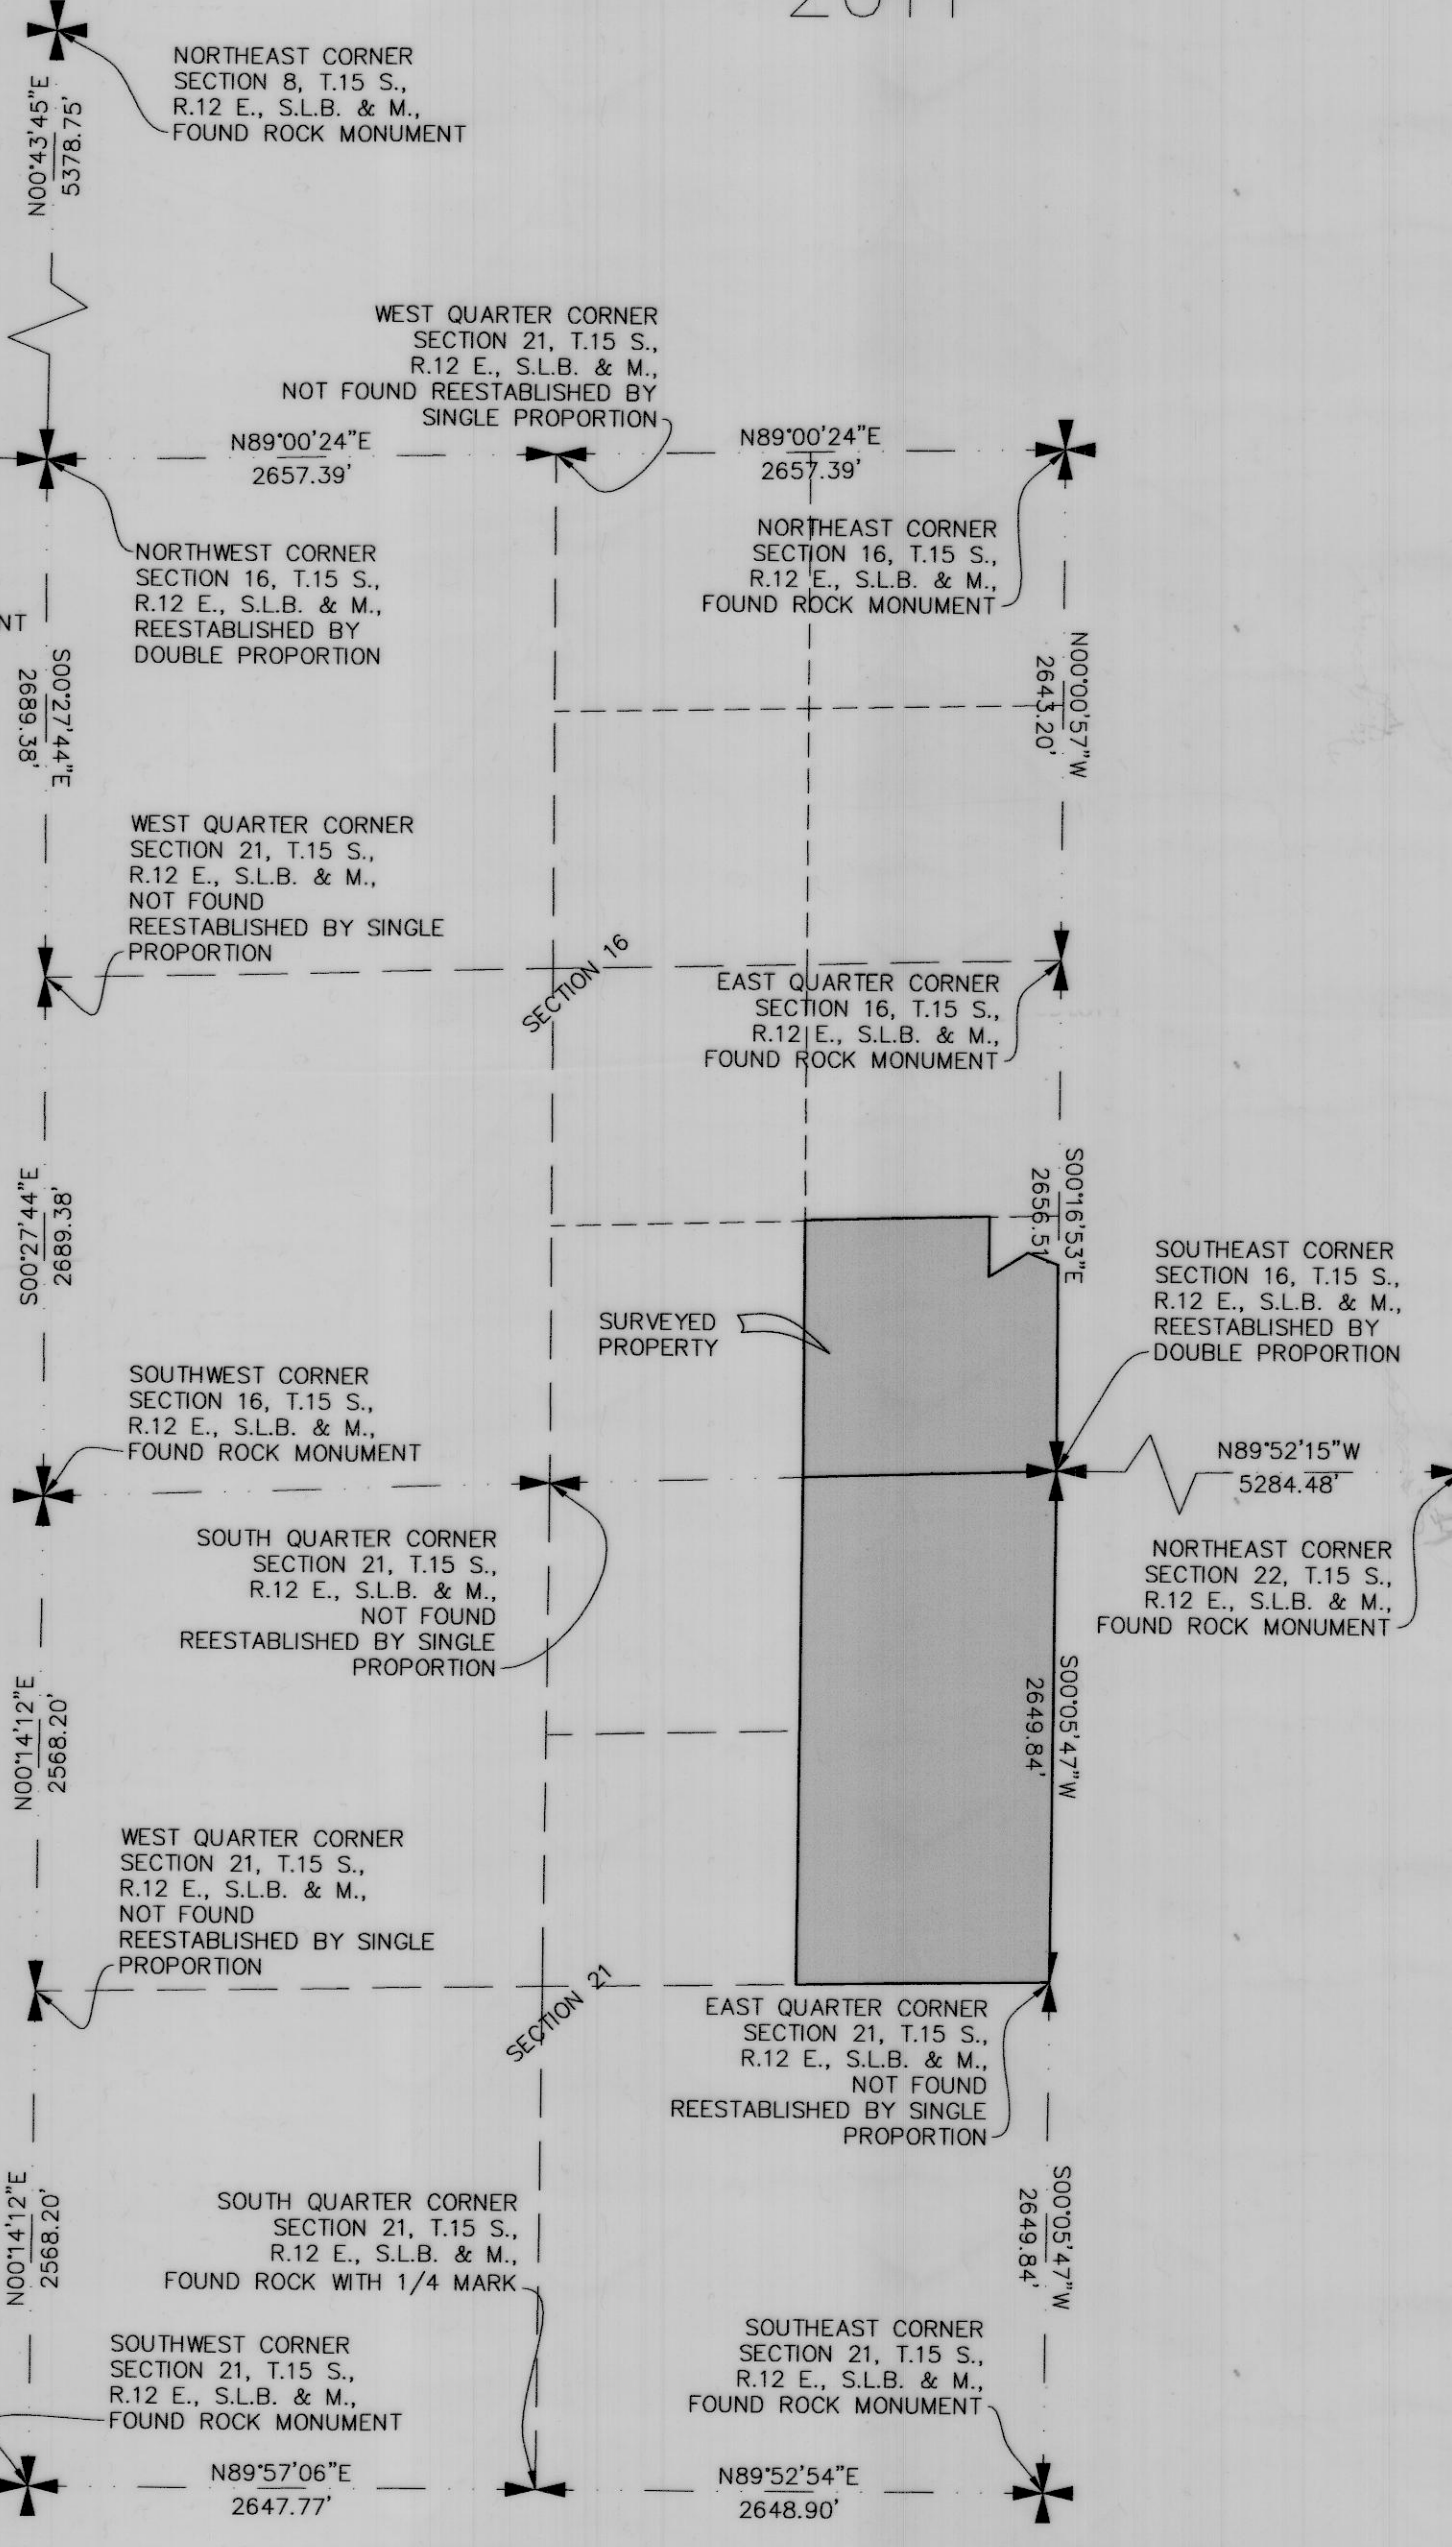 2011
NORTHEAST CORNER
SECTION 8, T.15 S.,
R.12 E., S.L.B. & M.,
FOUND ROCK MONUMENT
N00°43'45"E
5378.75'
WEST QUARTER CORNER
SECTION 21, T.15 S.,
R.12 E., S.L.B. & M.,
NOT FOUND REESTABLISHED BY
SINGLE PROPORTION
N89°00'24"E
2657.39'
N89°00'24"E
2657.39'
NORTHWEST CORNER
SECTION 16, T.15 S.,
R.12 E., S.L.B. & M.,
REESTABLISHED BY
DOUBLE PROPORTION
NORTHEAST CORNER
SECTION 16, T.15 S.,
R.12 E., S.L.B. & M.,
FOUND ROCK MONUMENT
NT
S00°27'44"E
2689.38'
N00°00'57"W
2643.20'
WEST QUARTER CORNER
SECTION 21, T.15 S.,
R.12 E., S.L.B. & M.,
NOT FOUND
REESTABLISHED BY SINGLE
PROPORTION
SECTION 16
EAST QUARTER CORNER
SECTION 16, T.15 S.,
R.12 E., S.L.B. & M.,
FOUND ROCK MONUMENT
S00°27'44"E
2689.38'
S00°16'53"E
2656.51'
SURVEYED
PROPERTY
SOUTHEAST CORNER
SECTION 16, T.15 S.,
R.12 E., S.L.B. & M.,
REESTABLISHED BY
DOUBLE PROPORTION
SOUTHWEST CORNER
SECTION 16, T.15 S.,
R.12 E., S.L.B. & M.,
FOUND ROCK MONUMENT
N89°52'15"W
5284.48'
SOUTH QUARTER CORNER
SECTION 21, T.15 S.,
R.12 E., S.L.B. & M.,
NOT FOUND
REESTABLISHED BY SINGLE
PROPORTION
NORTHEAST CORNER
SECTION 22, T.15 S.,
R.12 E., S.L.B. & M.,
FOUND ROCK MONUMENT
N00°14'12"E
2568.20'
S00°05'47"W
2649.84'
WEST QUARTER CORNER
SECTION 21, T.15 S.,
R.12 E., S.L.B. & M.,
NOT FOUND
REESTABLISHED BY SINGLE
PROPORTION
SECTION 21
EAST QUARTER CORNER
SECTION 21, T.15 S.,
R.12 E., S.L.B. & M.,
NOT FOUND
REESTABLISHED BY SINGLE
PROPORTION
N00°14'12"E
2568.20'
S00°05'47"W
2649.84'
SOUTH QUARTER CORNER
SECTION 21, T.15 S.,
R.12 E., S.L.B. & M.,
FOUND ROCK WITH 1/4 MARK
SOUTHWEST CORNER
SECTION 21, T.15 S.,
R.12 E., S.L.B. & M.,
FOUND ROCK MONUMENT
SOUTHEAST CORNER
SECTION 21, T.15 S.,
R.12 E., S.L.B. & M.,
FOUND ROCK MONUMENT
N89°57'06"E
2647.77'
N89°52'54"E
2648.90'